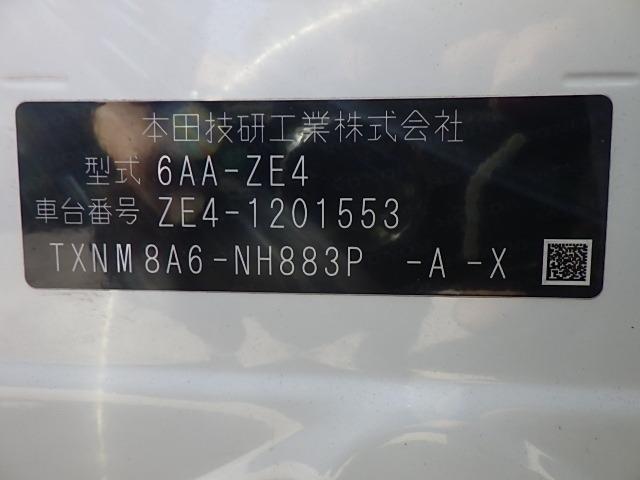 本田技研工業株式会社
型式 6AA-ZE4
車台番号 ZE4-1201553
TXNM8A6-NH883P -A -X